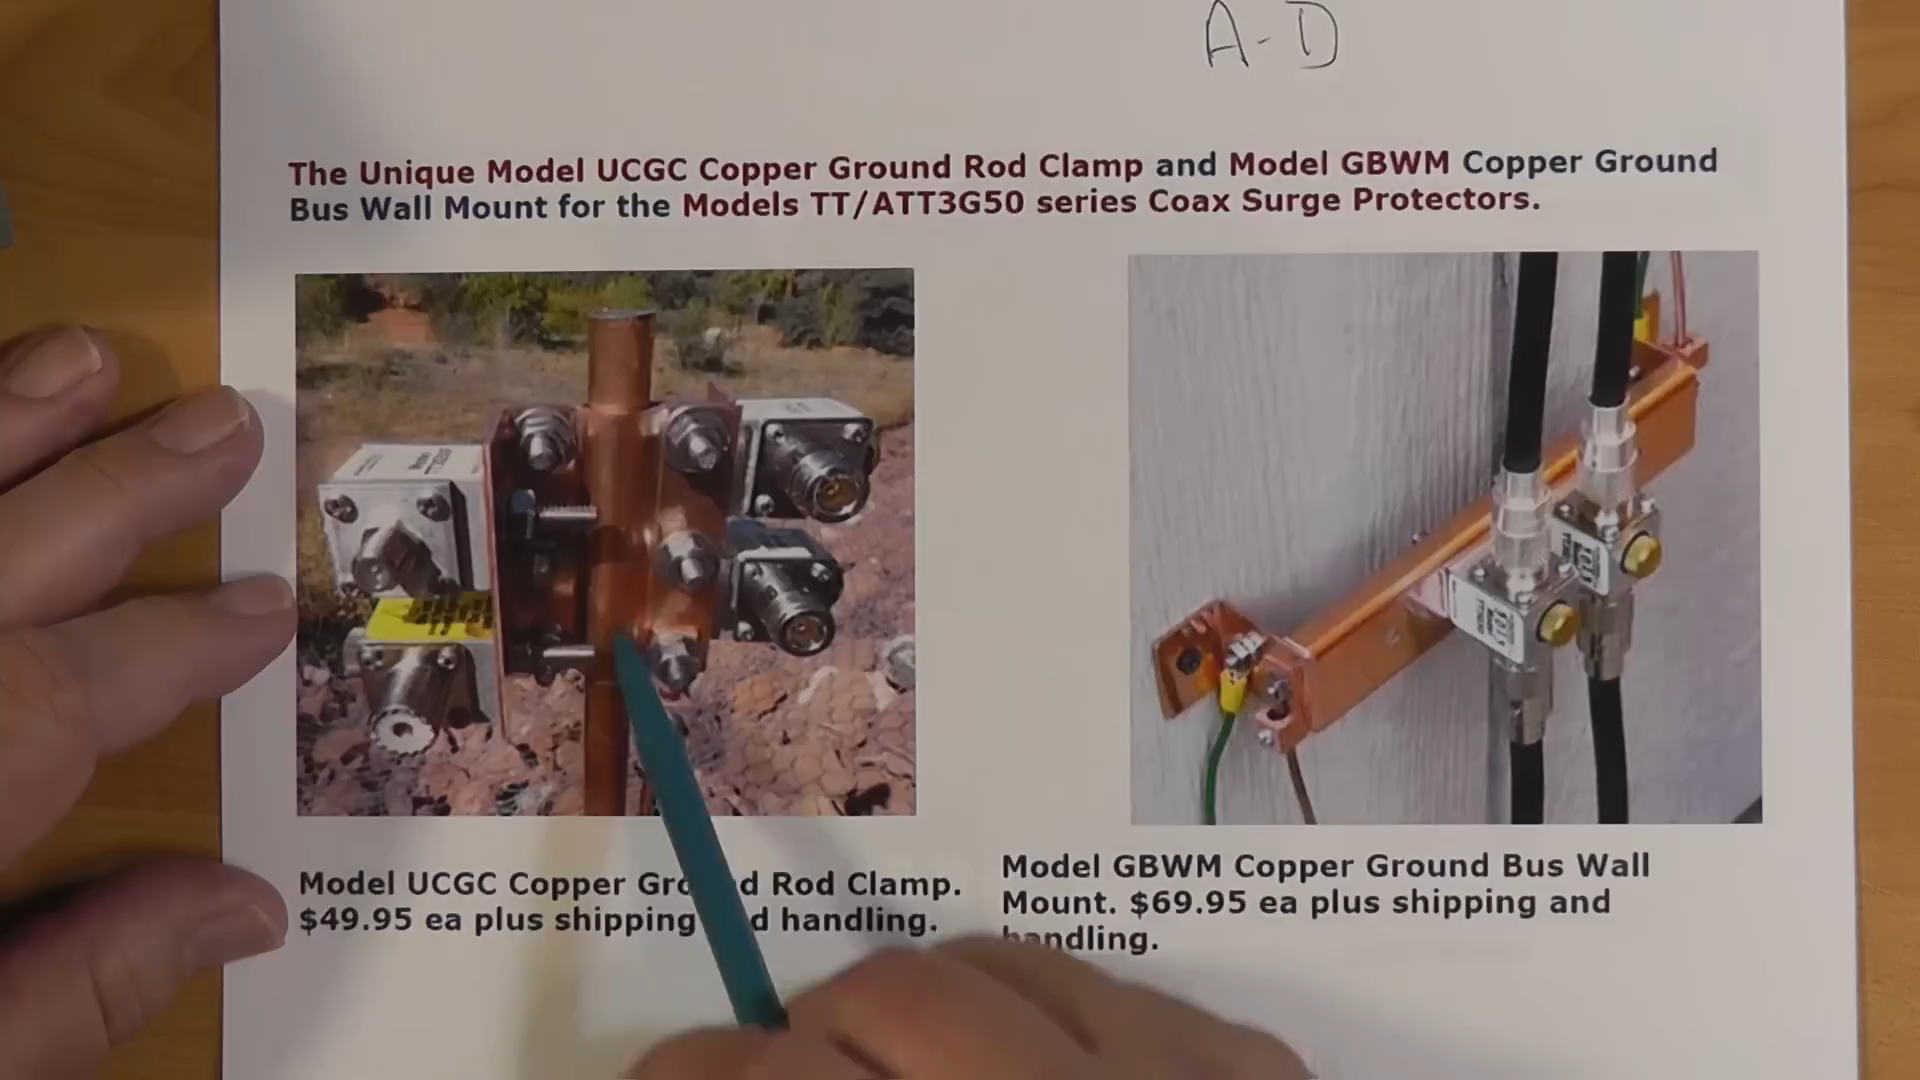 A-D
The Unique Model UCGC Copper Ground Rod Clamp and Model GBWM Copper Ground
Bus Wall Mount for the Models TT/ATT3G50 series Coax Surge Protectors.
Model UCGC Copper Gro d Rod Clamp.
$49.95 ea plus shipping d handling.
Model GBWM Copper Ground Bus Wall
Mount. $69.95 ea plus shipping and
handling.